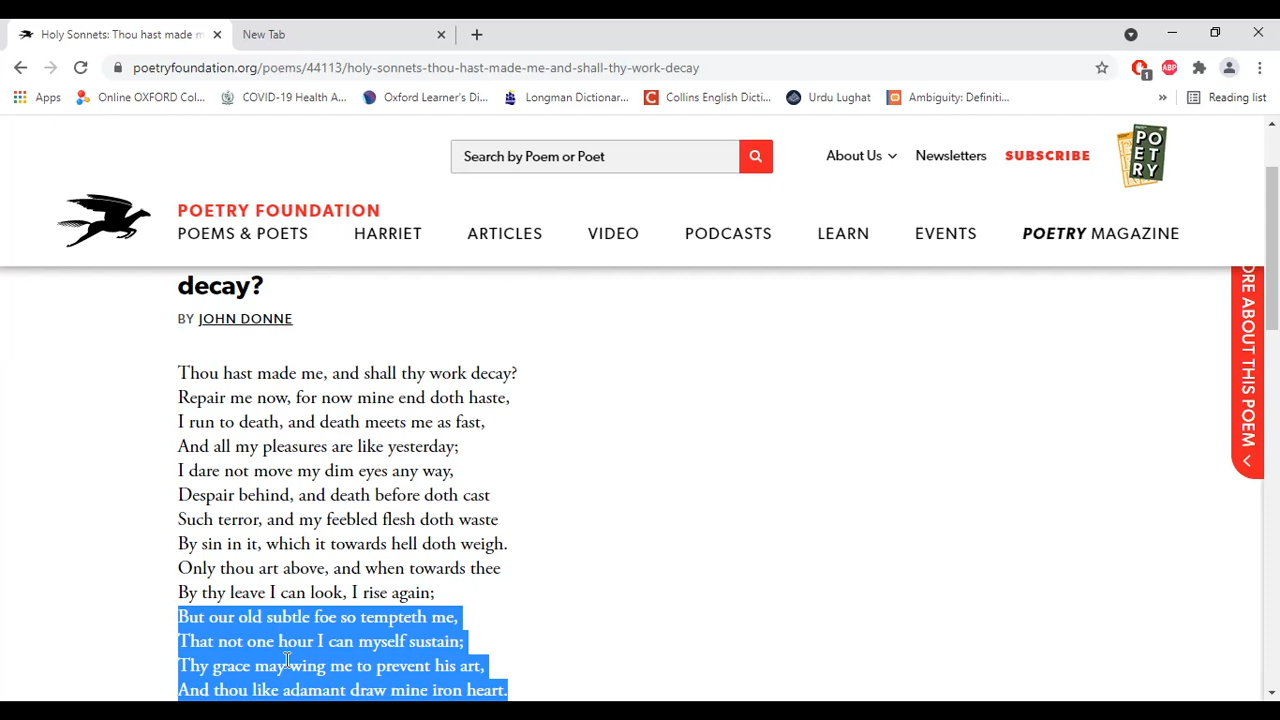 Holy Sonnets: Thou hast made m
New Tab
poetryfoundation.org/poems/44113/holy-sonnets-thou-hast-made-me-and-shall-thy-work-decay
1
ABP
Apps
Online OXFORD Col...
COVID-19 Health A...
Oxford Learner's Di...
Longman Dictionar...
Collins English Dicti...
Urdu Lughat
Ambiguity: Definiti...
»
Reading list
Search by Poem or Poet
About Us
Newsletters
SUBSCRIBE
PO
ET
RY
POETRY FOUNDATION
POEMS & POETS
HARRIET
ARTICLES
VIDEO
PODCASTS
LEARN
EVENTS
POETRY MAGAZINE
decay?
BY JOHN DONNE
ORE ABOUT THIS POEM
Thou hast made me, and shall thy work decay?
Repair me now, for now mine end doth haste,
I run to death, and death meets me as fast,
And all my pleasures are like yesterday;
I dare not move my dim eyes any way,
Despair behind, and death before doth cast
Such terror, and my feebled flesh doth waste
By sin in it, which it towards hell doth weigh.
Only thou art above, and when towards thee
By thy leave I can look, I rise again;
But our old subtle foe so tempteth me,
That not one hour I can myself sustain;
Thy grace may wing me to prevent his art,
And thou like adamant draw mine iron heart.